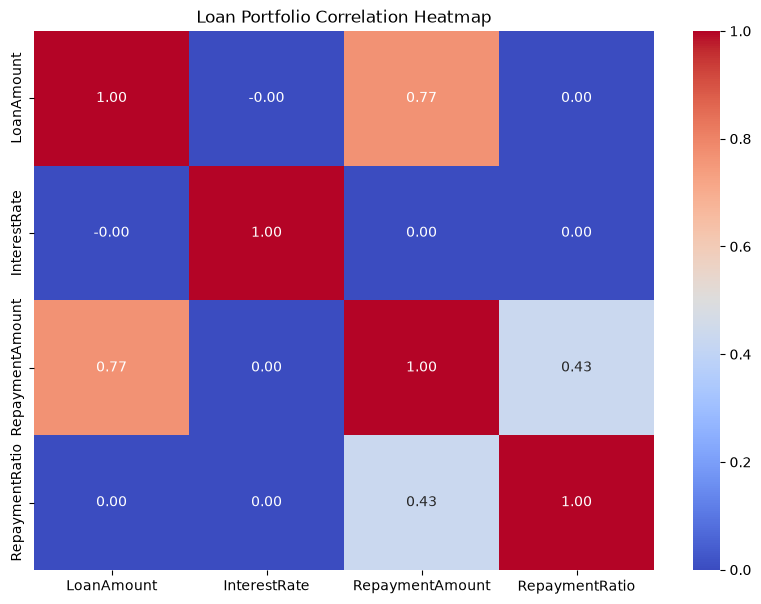 Loan Portfolio Correlation Heatmap
LoanAmount
1.00 -0.00 0.77 0.00
InterestRate
-0.00 1.00 0.00 0.00
RepaymentAmount
0.77 0.00 1.00 0.43
RepaymentRatio
0.00 0.00 0.43 1.00
LoanAmount InterestRate RepaymentAmount RepaymentRatio
1.0
0.8
0.6
0.4
0.2
0.0